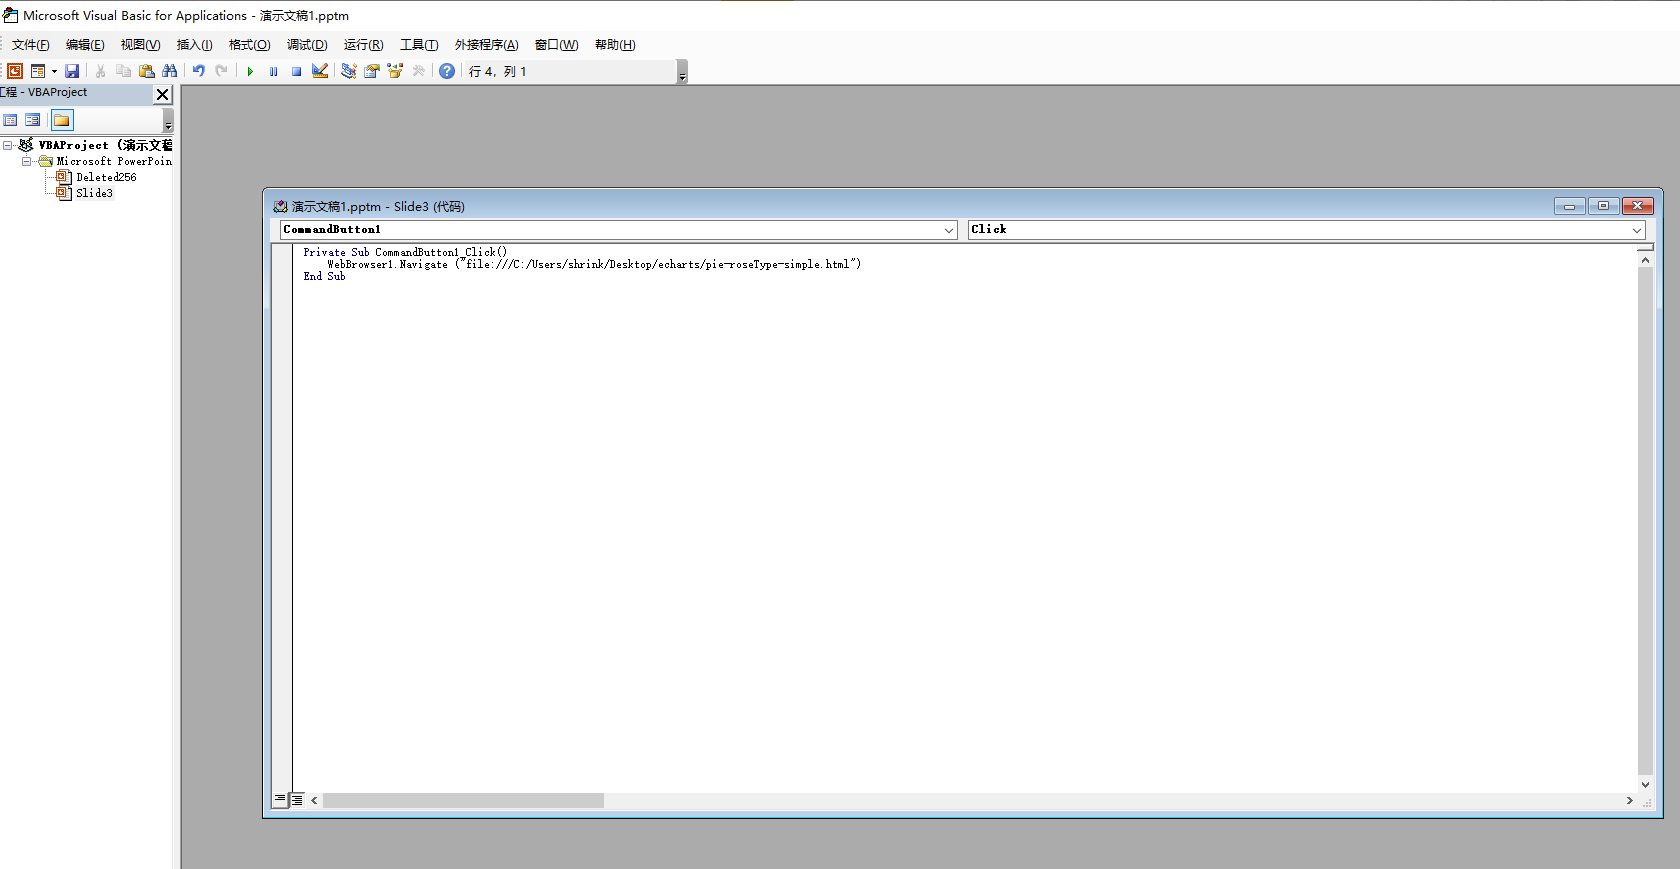 Microsoft Visual Basic for Applications - 演示文稿1.pptm
文件(F) 编辑(E) 视图(V) 插入(I) 格式(O) 调试(D) 运行(R) 工具(T) 外接程序(A) 窗口(W) 帮助(H)
行 4，列 1
工程 - VBAProject
VBAProject (演示文稿
Microsoft PowerPoin
Deleted256
Slide3
演示文稿1.pptm - Slide3 (代码)
CommandButton1
Click
Private Sub CommandButton1_Click()
WebBrowser1.Navigate ("file:///C:/Users/shrink/Desktop/echarts/pie-roseType-simple.html")
End Sub